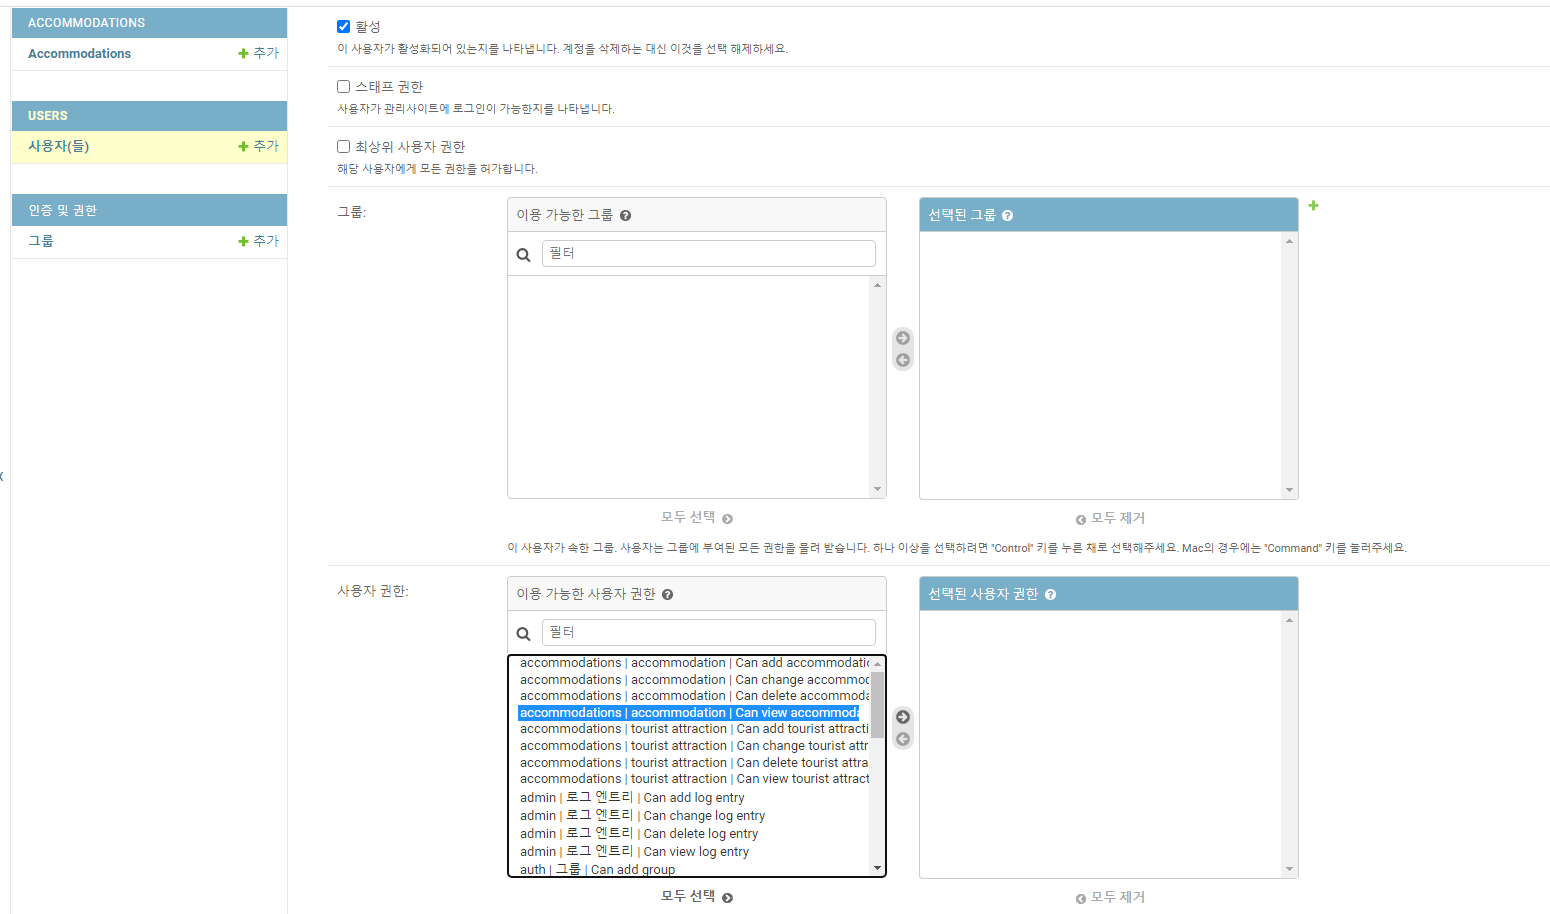 ACCOMMODATIONS
Accommodations 추가
USERS
사용자(들) 추가
인증 및 권한
그룹 추가
활성
이 사용자가 활성화되어 있는지를 나타냅니다. 계정을 삭제하는 대신 이것을 선택 해제하세요.
스태프 권한
사용자가 관리사이트에 로그인이 가능한지를 나타냅니다.
최상위 사용자 권한
해당 사용자에게 모든 권한을 허가합니다.
그룹:
이용 가능한 그룹
필터
모두 선택
선택된 그룹
모두 제거
이 사용자가 속한 그룹. 사용자는 그룹에 부여된 모든 권한을 물려 받습니다. 하나 이상을 선택하려면 "Control" 키를 누른 채로 선택해주세요. Mac의 경우에는 "Command" 키를 눌러주세요.
사용자 권한:
이용 가능한 사용자 권한
필터
accommodations | accommodation | Can add accommodatio
accommodations | accommodation | Can change accommod
accommodations | accommodation | Can delete accommoda
accommodations | accommodation | Can view accommoda
accommodations | tourist attraction | Can add tourist attracti
accommodations | tourist attraction | Can change tourist attr
accommodations | tourist attraction | Can delete tourist attra
accommodations | tourist attraction | Can view tourist attract
admin | 로그 엔트리 | Can add log entry
admin | 로그 엔트리 | Can change log entry
admin | 로그 엔트리 | Can delete log entry
admin | 로그 엔트리 | Can view log entry
auth | 그룹 | Can add group
모두 선택
선택된 사용자 권한
모두 제거